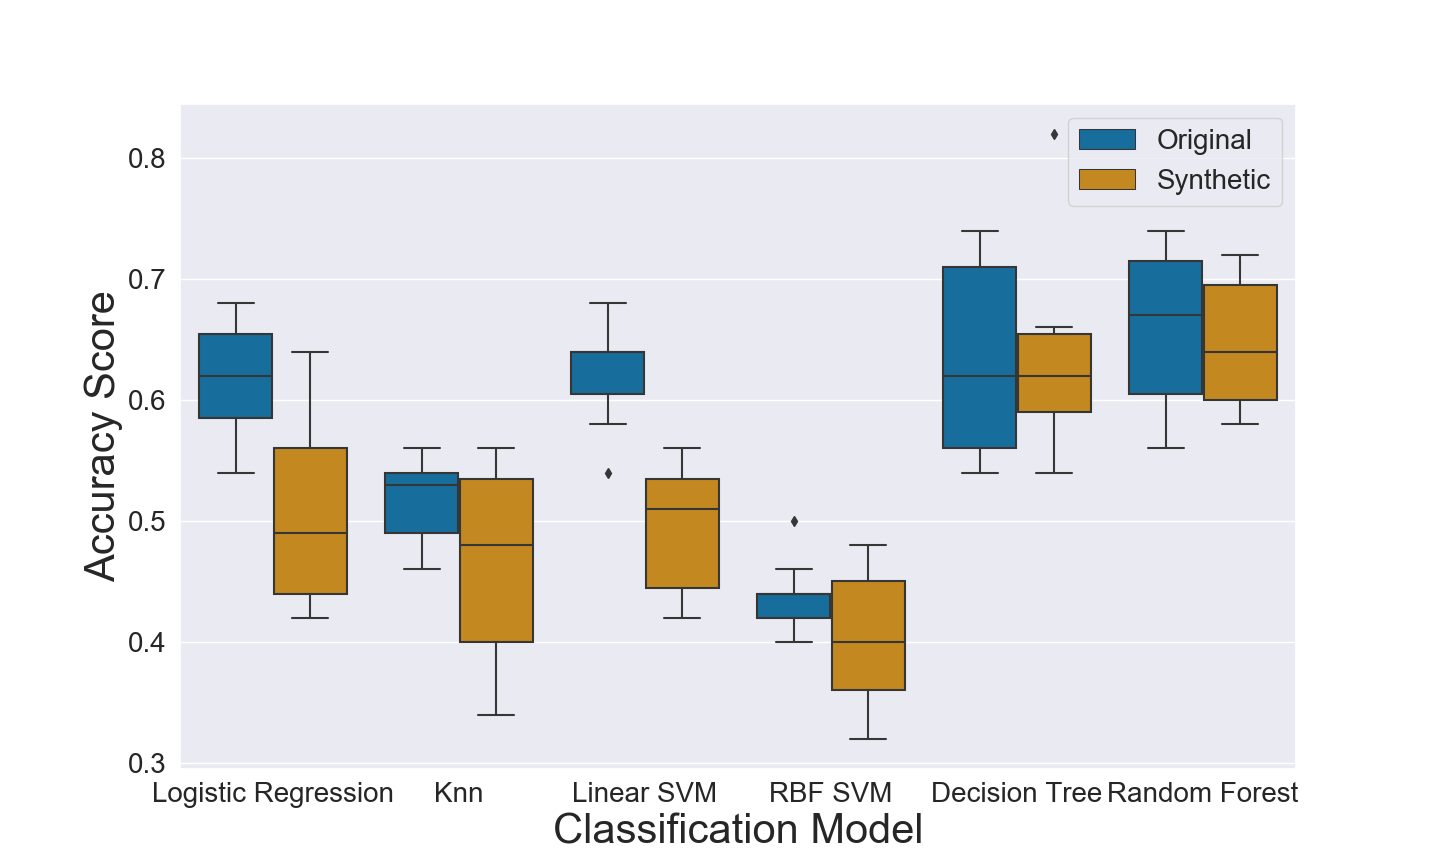 Original
Synthetic
0.8
0.7
0.6
0.5
0.4
0.3
Accuracy Score
Logistic Regression Knn Linear SVM RBF SVM Decision Tree Random Forest
Classification Model